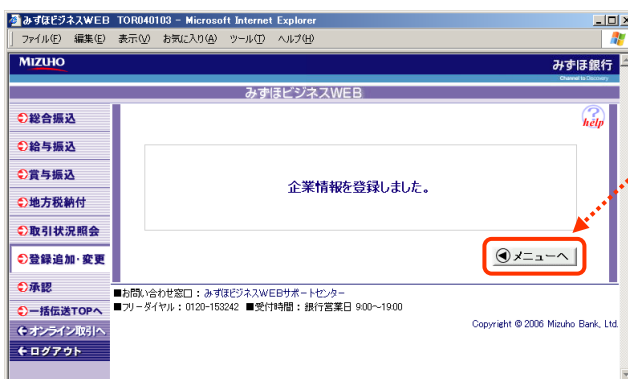 みずほビジネスWEB TOR040103 - Microsoft Internet Explorer
ファイル(F) 編集(E) 表示(V) お気に入り(A) ツール(T) ヘルプ(H)
MIZUHO
みずほ銀行
Channel to Discovery
みずほビジネスWEB
総合振込
給与振込
賞与振込
地方税納付
取引状況照会
登録追加・変更
承認
一括伝送TOPへ
オンライン取引へ
ログアウト
help
企業情報を登録しました。
メニューへ
■お問い合わせ窓口：みずほビジネスWEBサポートセンター
■フリーダイヤル：0120-153242 ■受付時間：銀行営業日 9:00～19:00
Copyright © 2006 Mizuho Bank, Ltd.